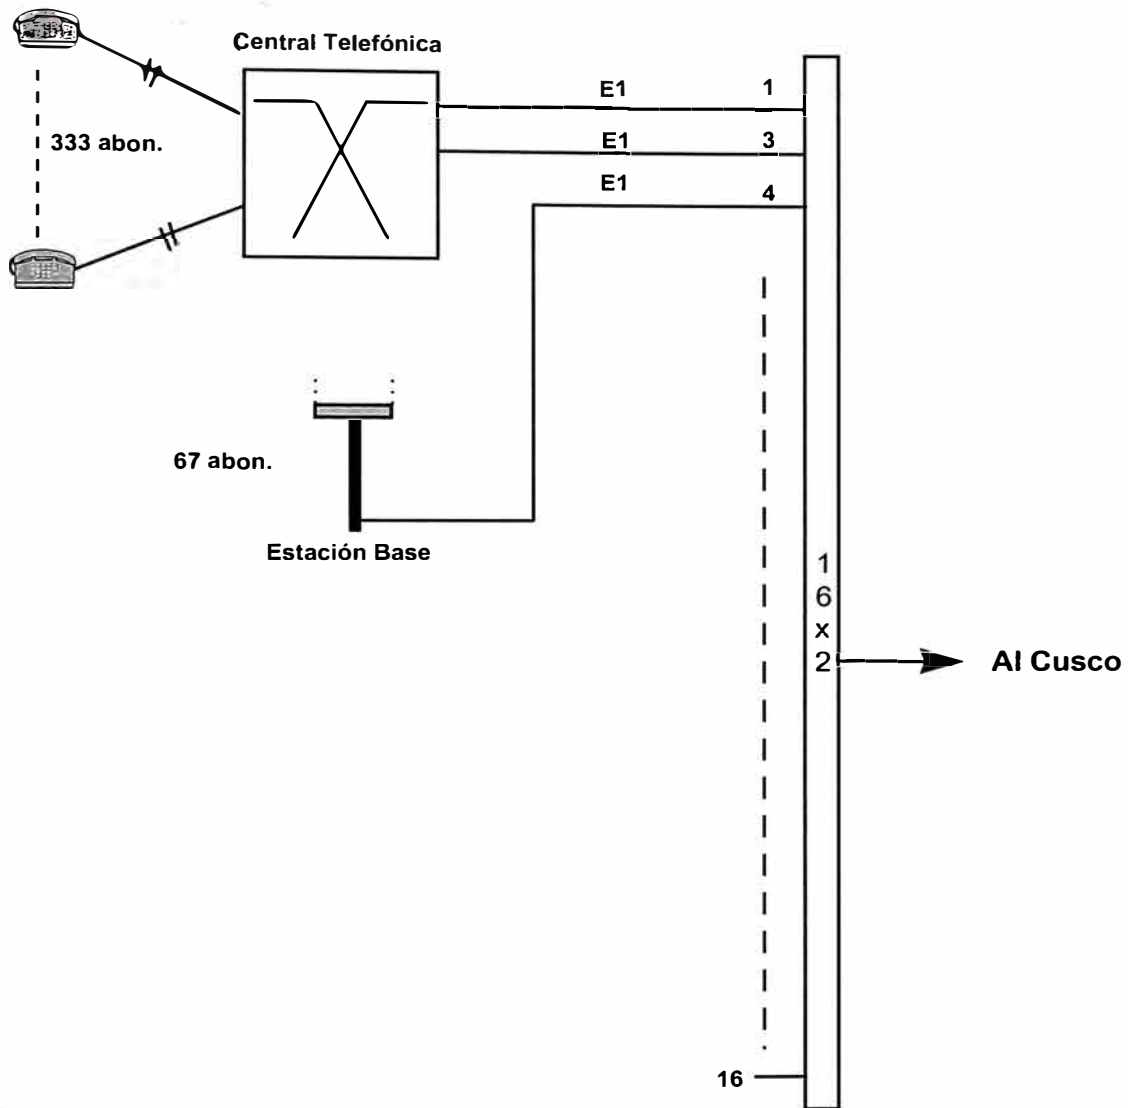 Central Telefónica
E1 1
333 abon.
E1 3
E1 4
67 abon.
Estación Base
1
6
x
2
Al Cusco
16